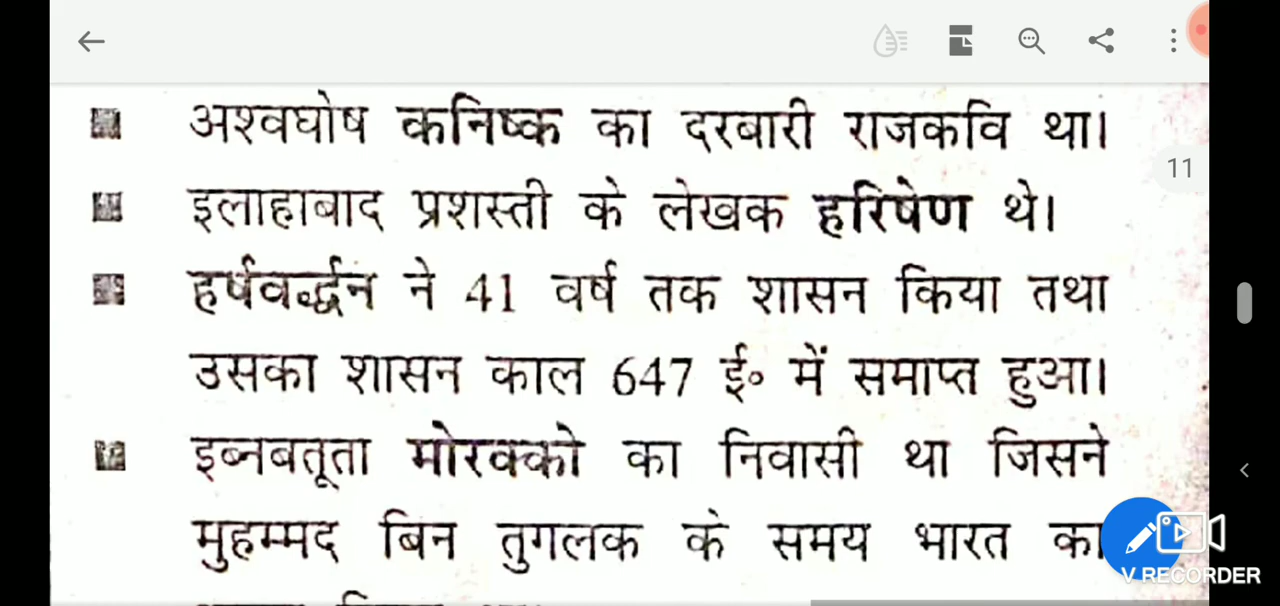 अश्वघोष कनिष्क का दरबारी राजकवि था।
11
इलाहाबाद प्रशस्ती के लेखक हरिषेण थे।
हर्षवर्द्धन ने 41 वर्ष तक शासन किया तथा
उसका शासन काल 647 ई॰ में समाप्त हुआ।
इब्नबतूता मोरक्को का निवासी था जिसने
मुहम्मद बिन तुगलक के समय भारत का
V RECORDER